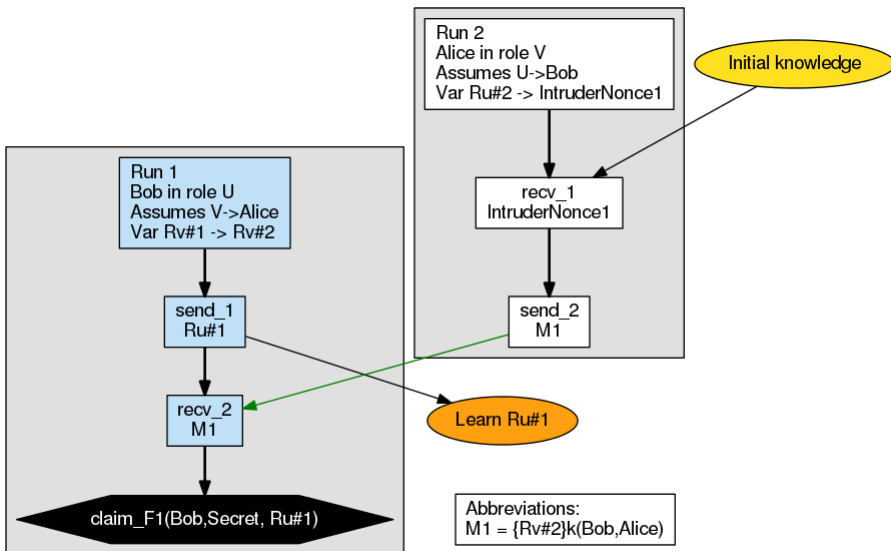 Run 2
Alice in role V
Assumes U->Bob
Var Ru#2 -> IntruderNonce1
Initial knowledge
Run 1
Bob in role U
Assumes V->Alice
Var Rv#1 -> Rv#2
recv_1
IntruderNonce1
send_1
Ru#1
send_2
M1
recv_2
M1
Learn Ru#1
claim_F1(Bob,Secret, Ru#1)
Abbreviations:
M1 = {Rv#2}k(Bob,Alice)